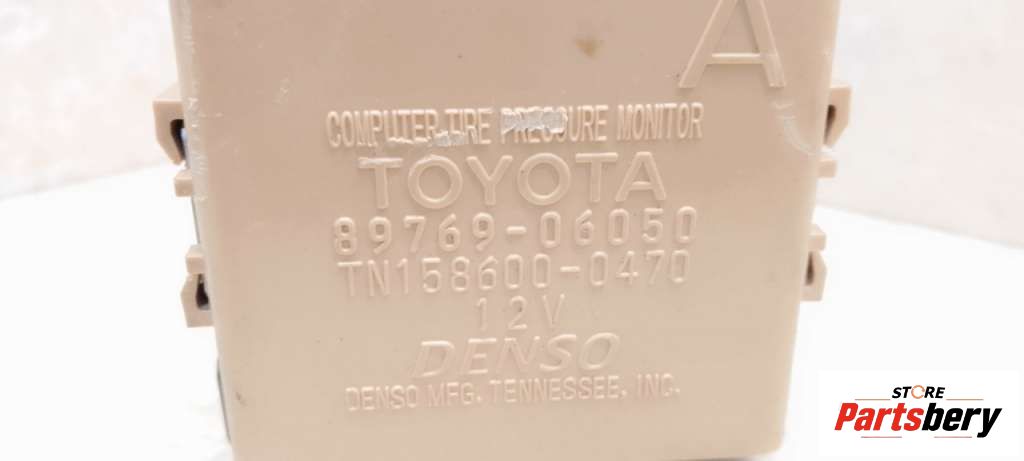 A
COMPUTER TIRE PRESSURE MONITOR
TOYOTA
89769-06050
TN158600-0470
12V
DENSO
DENSO MFG. TENNESSEE, INC.
STORE
Partsbery